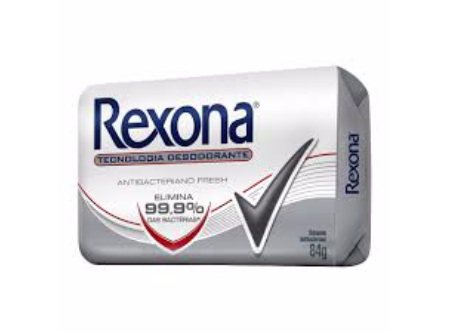 Rexona®
TECNOLOGIA DESODORANTE
ANTIBACTERIANO FRESH
ELIMINA
99,9%
DAS BACTÉRIAS*
84g
Rexona